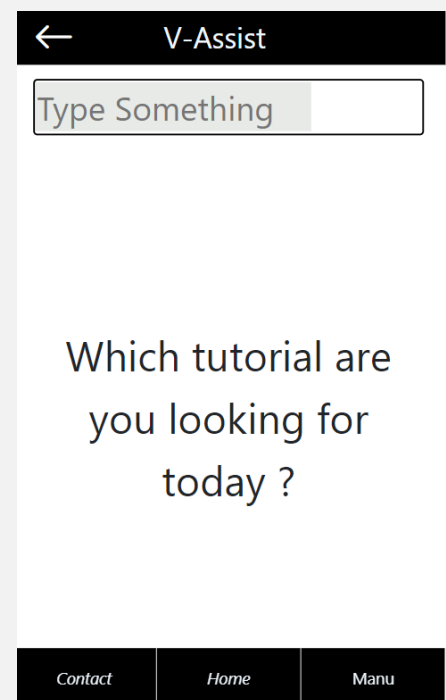 V-Assist
Type Something
Which tutorial are
you looking for
today ?
Contact Home Manu